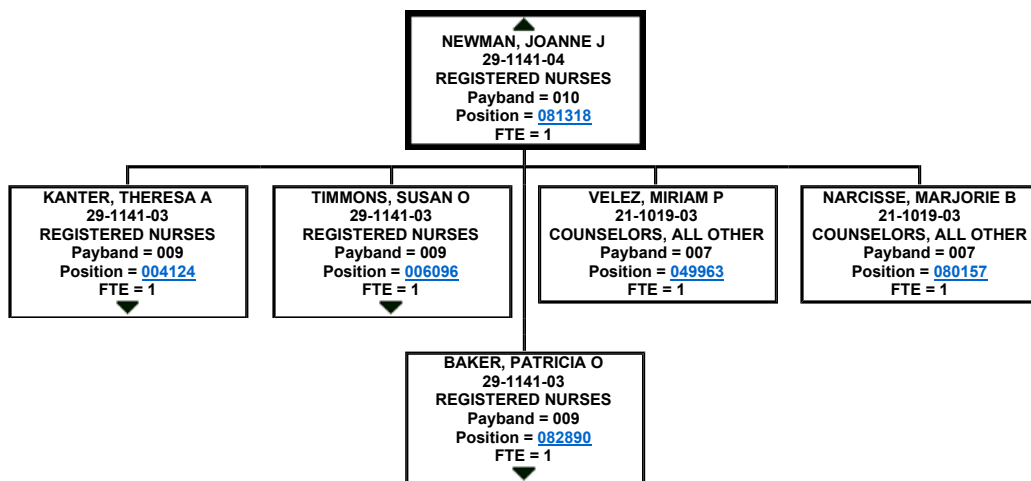 NEWMAN, JOANNE J
29-1141-04
REGISTERED NURSES
Payband = 010
Position = 081318
FTE = 1
KANTER, THERESA A
29-1141-03
REGISTERED NURSES
Payband = 009
Position = 004124
FTE = 1
TIMMONS, SUSAN O
29-1141-03
REGISTERED NURSES
Payband = 009
Position = 006096
FTE = 1
VELEZ, MIRIAM P
21-1019-03
COUNSELORS, ALL OTHER
Payband = 007
Position = 049963
FTE = 1
NARCISSE, MARJORIE B
21-1019-03
COUNSELORS, ALL OTHER
Payband = 007
Position = 080157
FTE = 1
BAKER, PATRICIA O
29-1141-03
REGISTERED NURSES
Payband = 009
Position = 082890
FTE = 1